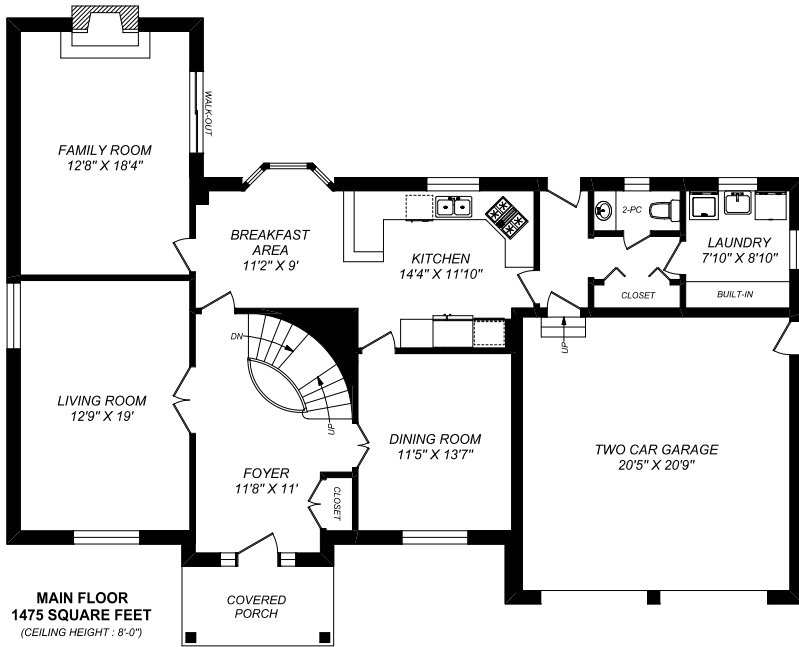 FAMILY ROOM
12'8" X 18'4"
WALK-OUT
BREAKFAST
AREA
11'2" X 9'
KITCHEN
14'4" X 11'10"
2-PC
LAUNDRY
7'10" X 8'10"
CLOSET
BUILT-IN
DN
UP
UP
LIVING ROOM
12'9" X 19'
DINING ROOM
11'5" X 13'7"
TWO CAR GARAGE
20'5" X 20'9"
FOYER
11'8" X 11'
CLOSET
COVERED
PORCH
MAIN FLOOR
1475 SQUARE FEET
(CEILING HEIGHT : 8'-0")